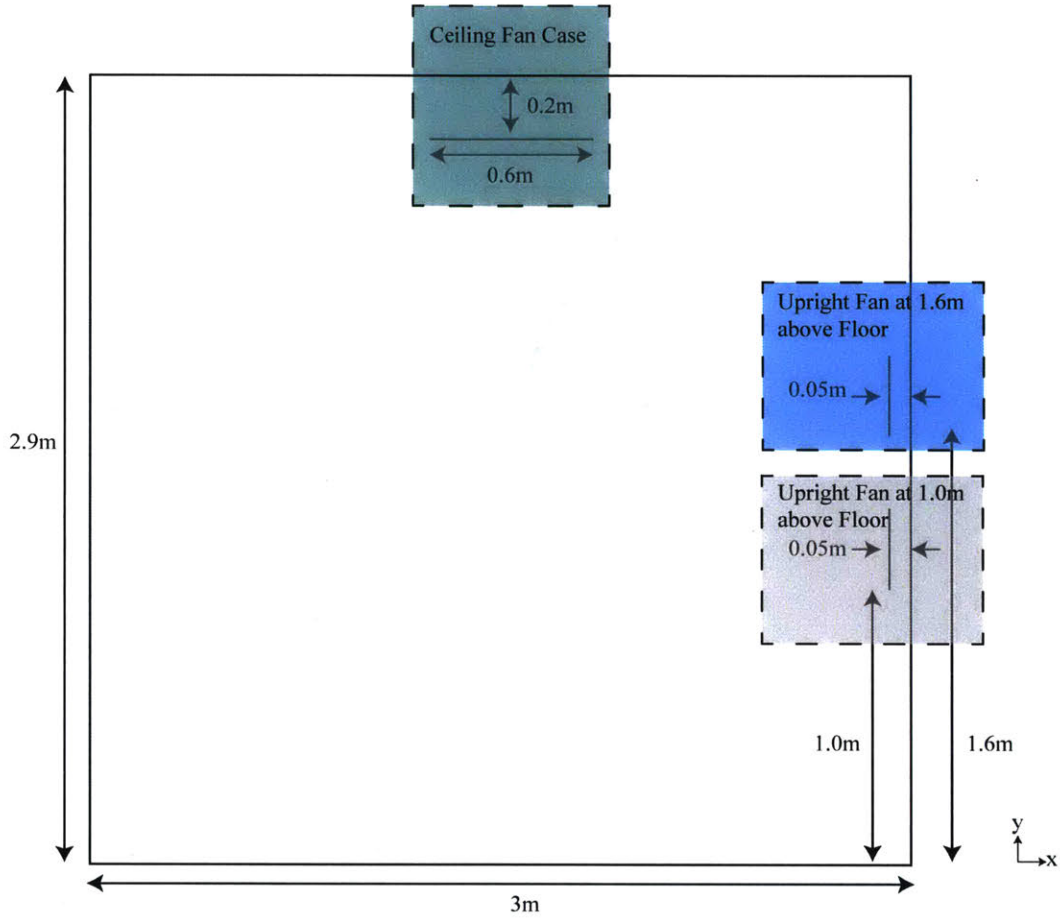 Ceiling Fan Case
0.2m
0.6m
Upright Fan at 1.6m
above Floor
0.05m
2.9m
Upright Fan at 1.0m
above Floor
0.05m
1.0m
1.6m
y
x
3m